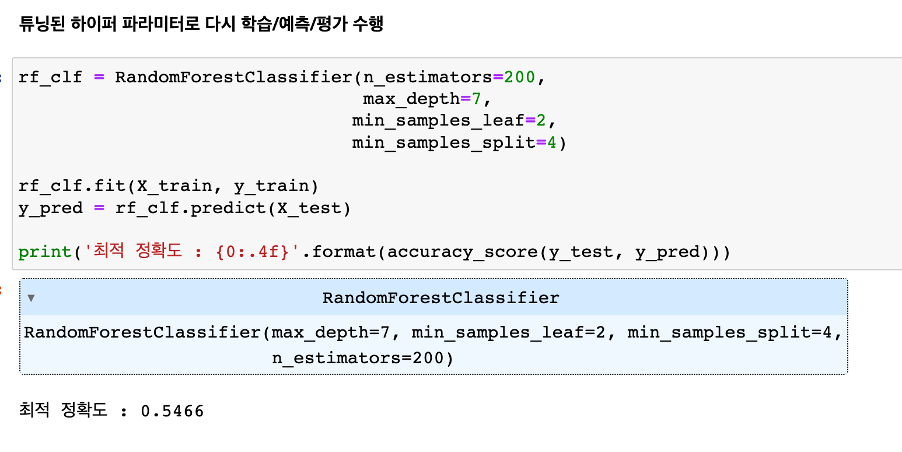 튜닝된 하이퍼 파라미터로 다시 학습/예측/평가 수행
rf_clf = RandomForestClassifier(n_estimators=200,
max_depth=7,
min_samples_leaf=2,
min_samples_split=4)
rf_clf.fit(X_train, y_train)
y_pred = rf_clf.predict(X_test)
print('최적 정확도 : {0:.4f}'.format(accuracy_score(y_test, y_pred)))
▼ RandomForestClassifier
RandomForestClassifier(max_depth=7, min_samples_leaf=2, min_samples_split=4,
n_estimators=200)
최적 정확도 : 0.5466